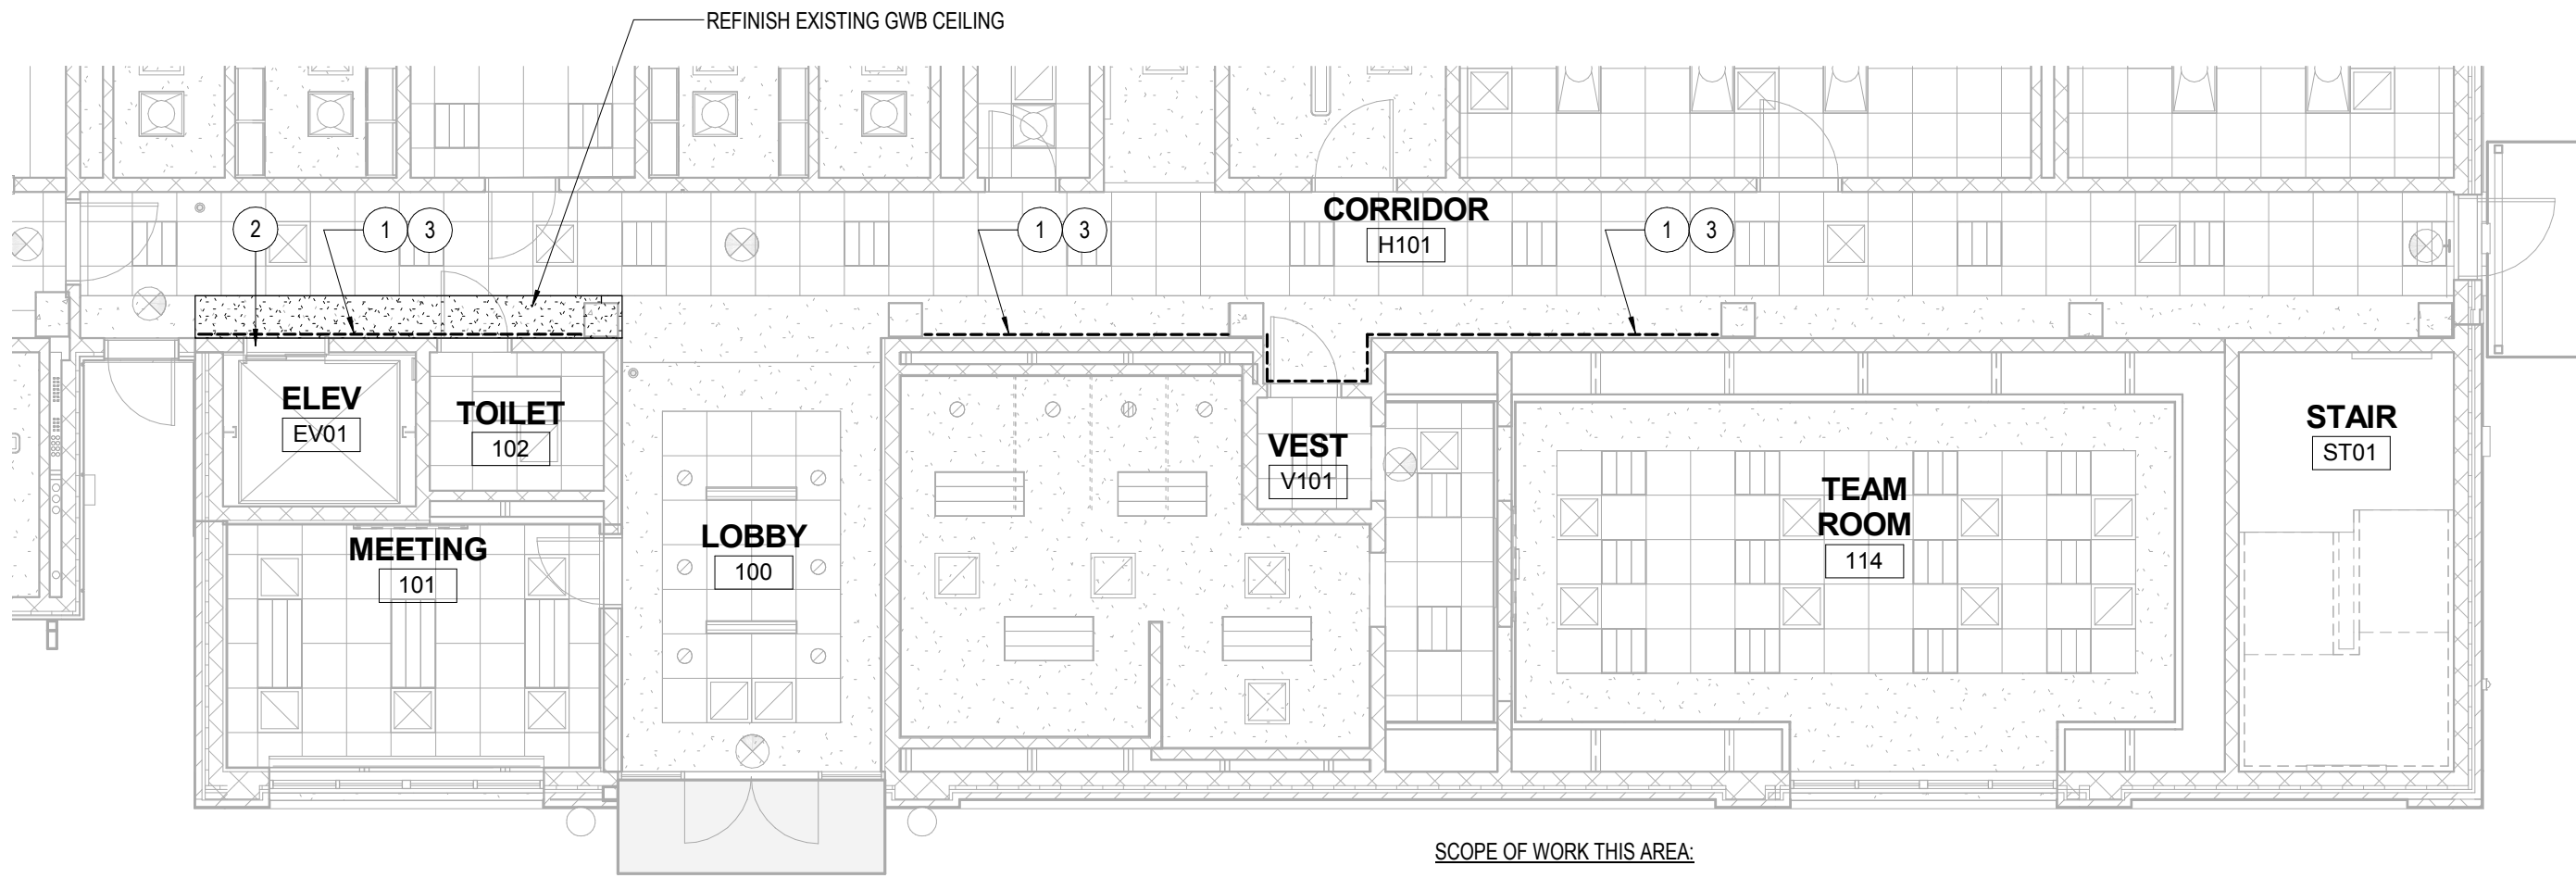 REFINISH EXISTING GWB CEILING
CORRIDOR
H101
2
1 3
1 3
1 3
ELEV
EV01
TOILET
102
VEST
V101
STAIR
ST01
MEETING
101
LOBBY
100
TEAM
ROOM
114
SCOPE OF WORK THIS AREA: